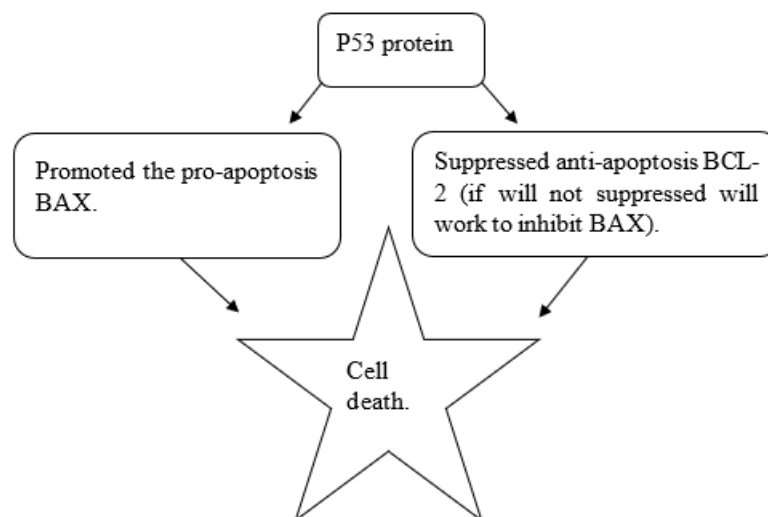 P53 protein
Promoted the pro-apoptosis
BAX.
Suppressed anti-apoptosis BCL-
2 (if will not suppressed will
work to inhibit BAX).
Cell
death.